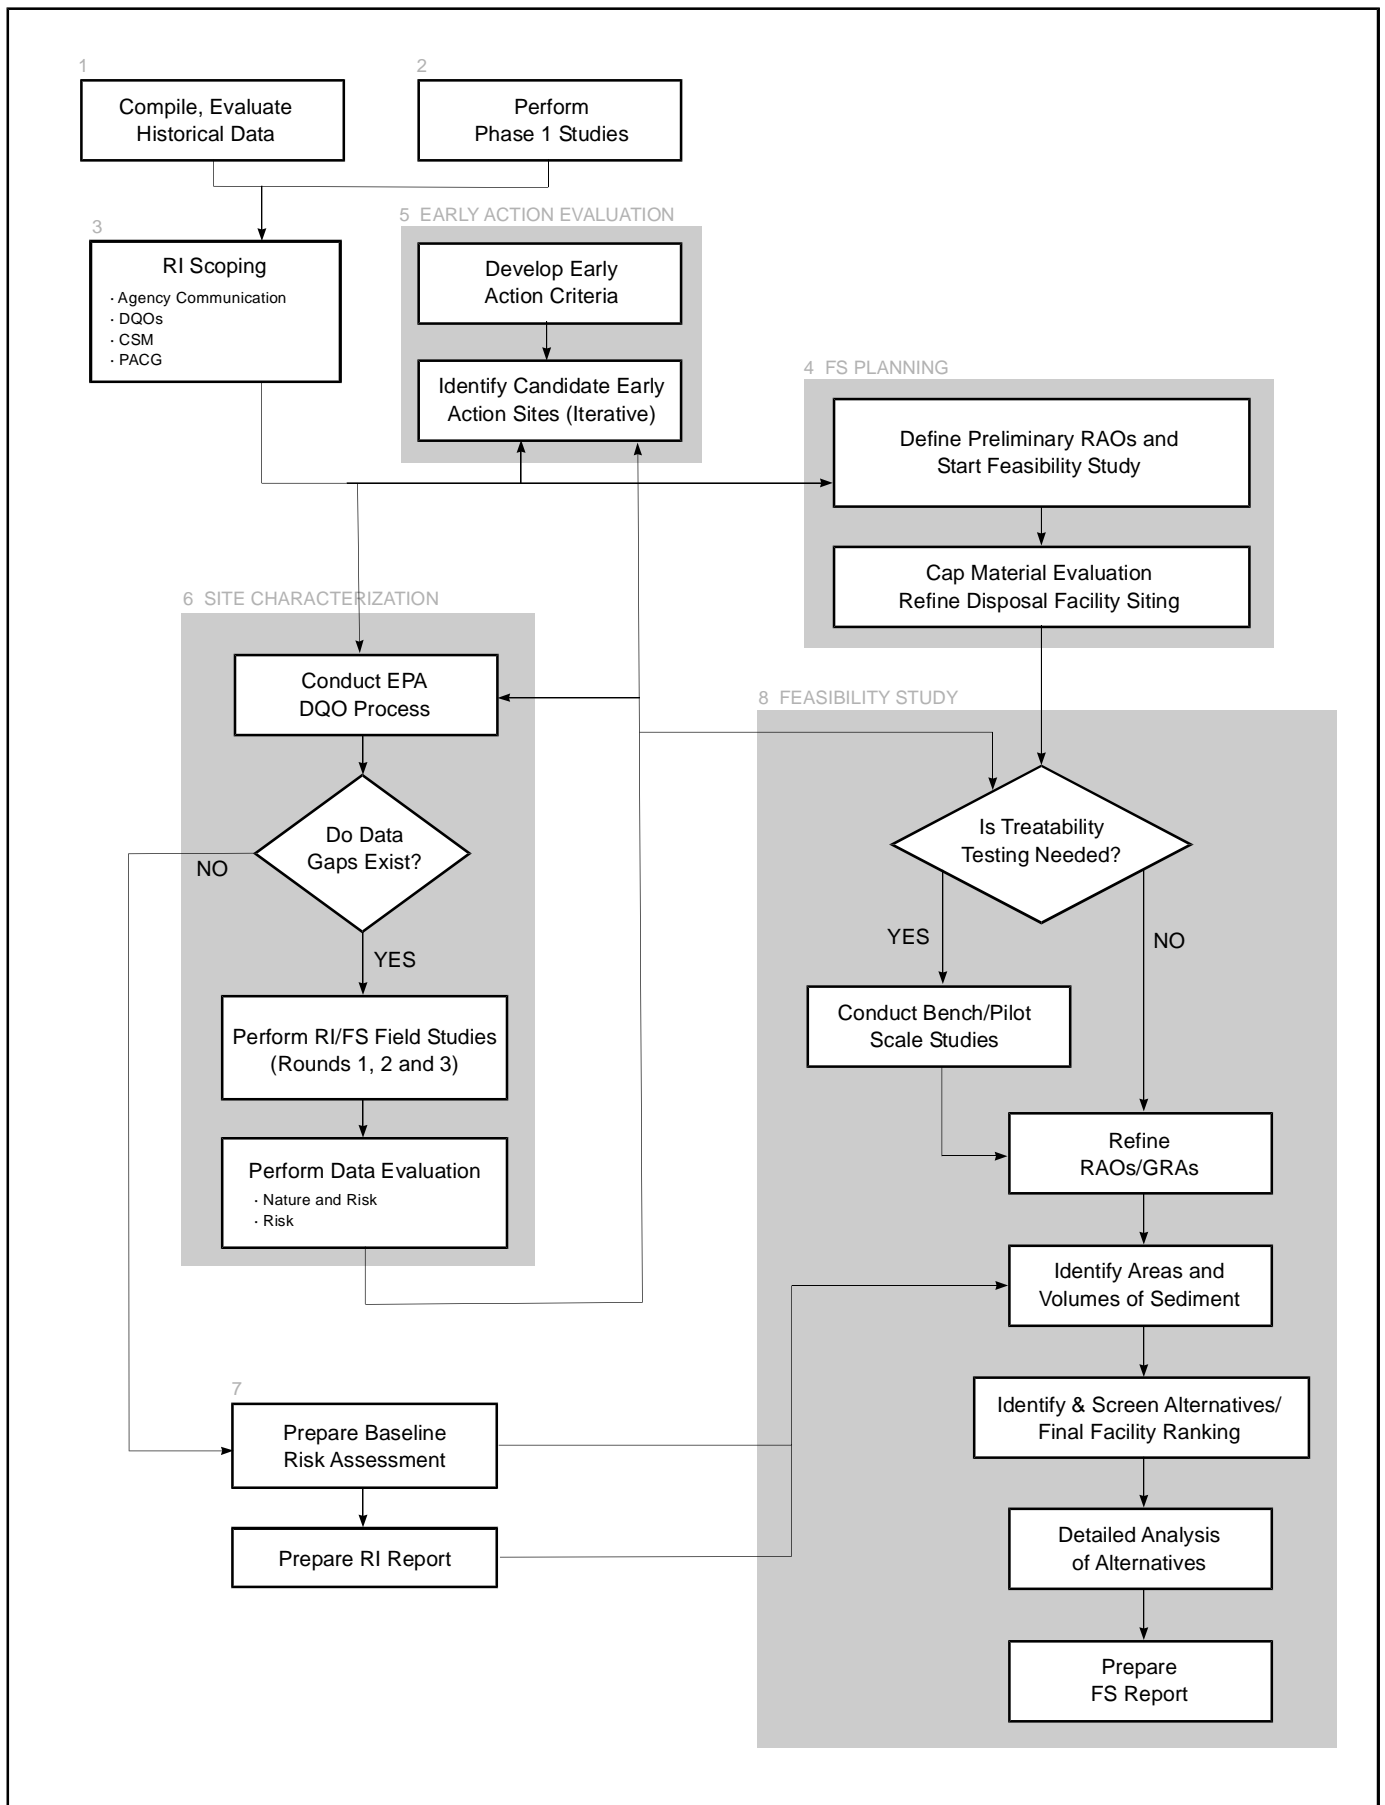 1
Compile, Evaluate
Historical Data
2
Perform
Phase 1 Studies
3
RI Scoping
· Agency Communication
· DQOs
· CSM
· PACG
5 EARLY ACTION EVALUATION
Develop Early
Action Criteria
Identify Candidate Early
Action Sites (Iterative)
4 FS PLANNING
Define Preliminary RAOs and
Start Feasibility Study
Cap Material Evaluation
Refine Disposal Facility Siting
6 SITE CHARACTERIZATION
Conduct EPA
DQO Process
Do Data
Gaps Exist?
NO
YES
Perform RI/FS Field Studies
(Rounds 1, 2 and 3)
Perform Data Evaluation
· Nature and Risk
· Risk
7
Prepare Baseline
Risk Assessment
Prepare RI Report
8 FEASIBILITY STUDY
Is Treatability
Testing Needed?
YES
NO
Conduct Bench/Pilot
Scale Studies
Refine
RAOs/GRAs
Identify Areas and
Volumes of Sediment
Identify & Screen Alternatives/
Final Facility Ranking
Detailed Analysis
of Alternatives
Prepare
FS Report